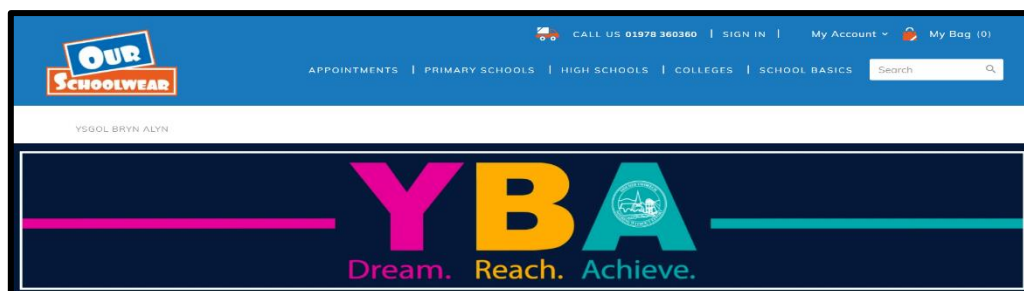 OUR
SCHOOLWEAR
CALL US 01978 360360 | SIGN IN | My Account My Bag (0)
APPOINTMENTS | PRIMARY SCHOOLS | HIGH SCHOOLS | COLLEGES | SCHOOL BASICS Search
YSGOL BRYN ALYN
YBA
Dream. Reach. Achieve.